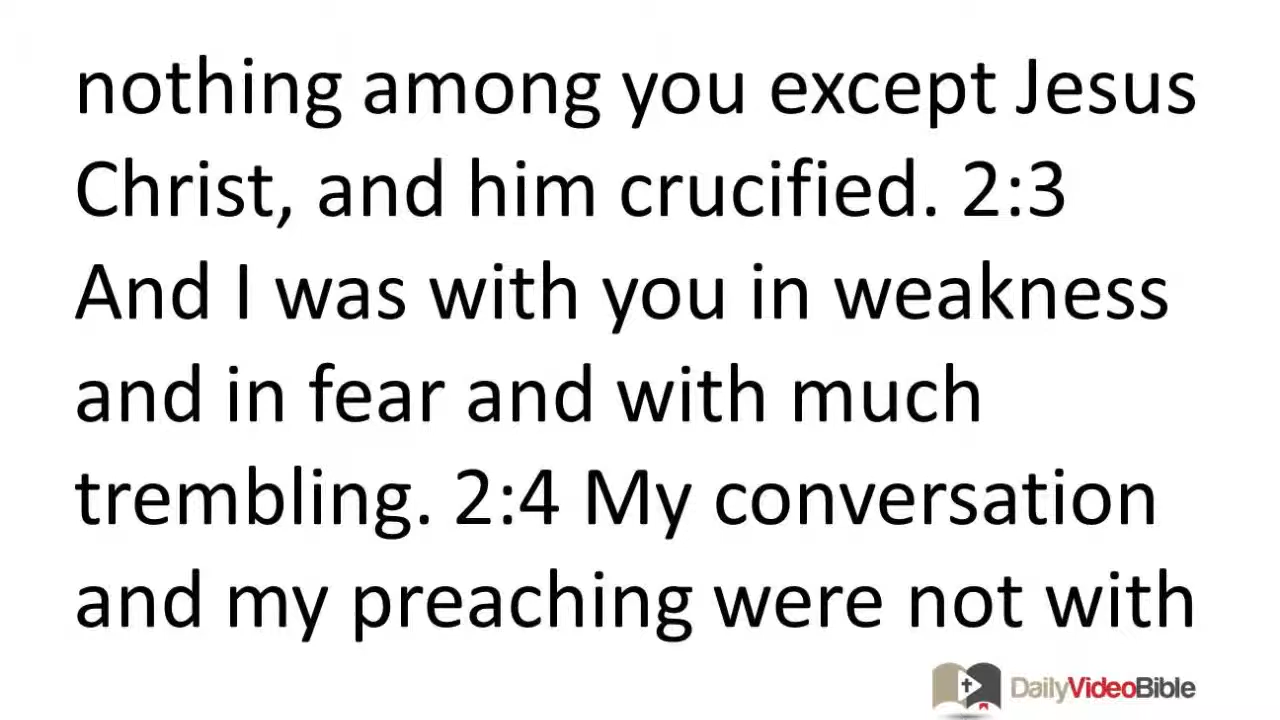 nothing among you except Jesus
Christ, and him crucified. 2:3
And I was with you in weakness
and in fear and with much
trembling. 2:4 My conversation
and my preaching were not with
DailyVideoBible